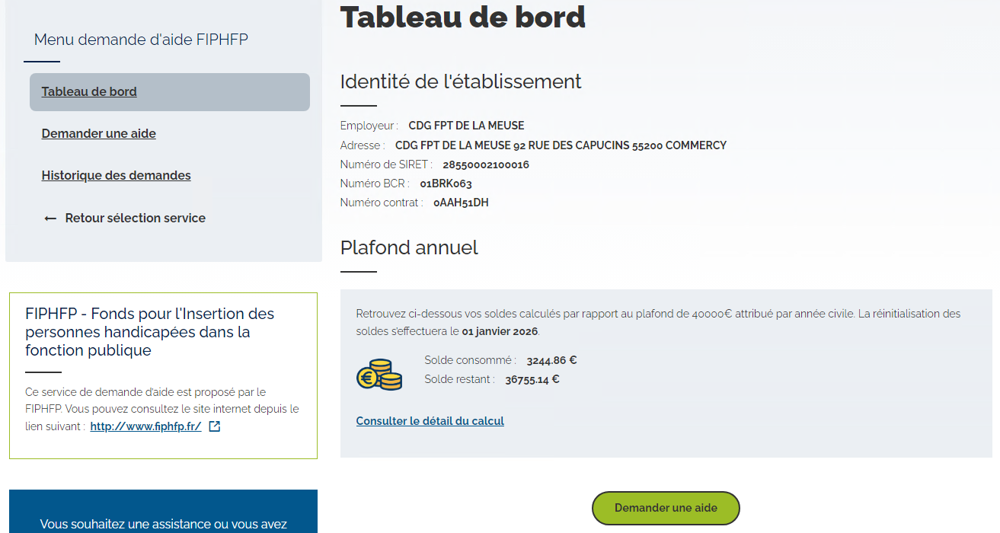 Menu demande d'aide FIPHFP
Tableau de bord
Demander une aide
Historique des demandes
← Retour sélection service
FIPHFP - Fonds pour l'Insertion des
personnes handicapées dans la
fonction publique
Ce service de demande d'aide est proposé par le
FIPHFP. Vous pouvez consultez le site internet depuis le
lien suivant : http://www.fiphfp.fr/
Vous souhaitez une assistance ou vous avez
Tableau de bord
Identité de l'établissement
Employeur : CDG FPT DE LA MEUSE
Adresse : CDG FPT DE LA MEUSE 92 RUE DES CAPUCINS 55200 COMMERCY
Numéro de SIRET : 28550002100016
Numéro BCR : 01BRK063
Numéro contrat : 0AAH51DH
Plafond annuel
Retrouvez ci-dessous vos soldes calculés par rapport au plafond de 40000€ attribué par année civile. La réinitialisation des
soldes s'effectuera le 01 janvier 2026.
Solde consommé : 3244.86 €
Solde restant : 36755.14 €
Consulter le détail du calcul
Demander une aide